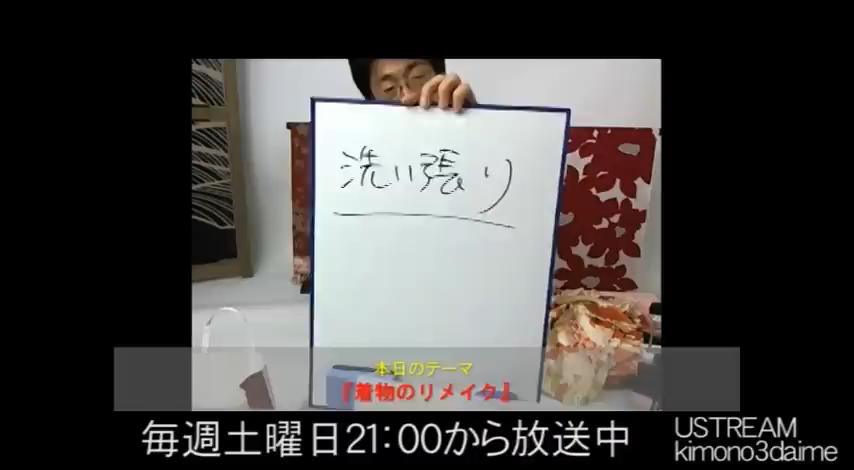 洗い張り
本日のテーマ
『着物のリメイク』
毎週土曜日21:00から放送中
USTREAM
kimono3daime